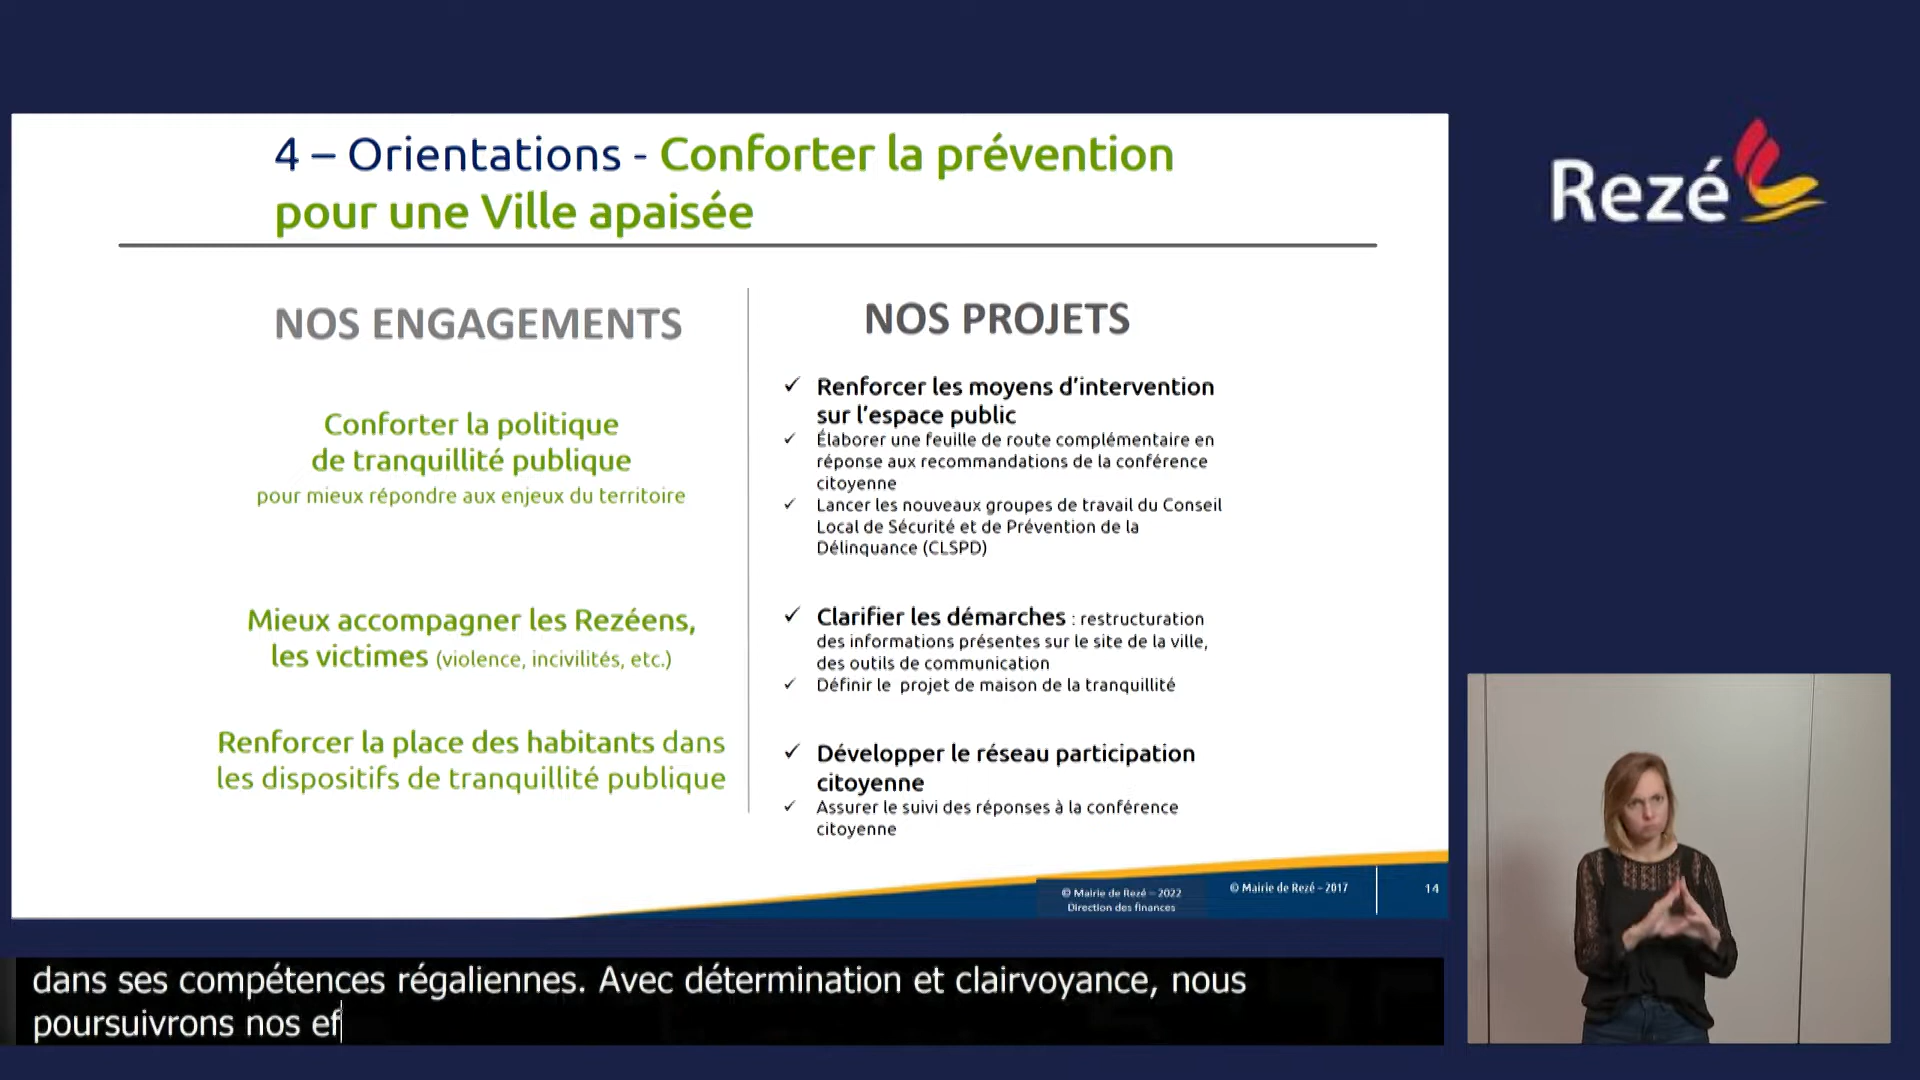 4 – Orientations - Conforter la prévention
pour une Ville apaisée
Rezé
NOS ENGAGEMENTS
Conforter la politique
de tranquillité publique
pour mieux répondre aux enjeux du territoire
Mieux accompagner les Rezéens,
les victimes (violence, incivilités, etc.)
Renforcer la place des habitants dans
les dispositifs de tranquillité publique
NOS PROJETS
✓ Renforcer les moyens d’intervention
sur l’espace public
✓ Élaborer une feuille de route complémentaire en
réponse aux recommandations de la conférence
citoyenne
✓ Lancer les nouveaux groupes de travail du Conseil
Local de Sécurité et de Prévention de la
Délinquance (CLSPD)
✓ Clarifier les démarches : restructuration
des informations présentes sur le site de la ville,
des outils de communication
✓ Définir le projet de maison de la tranquillité
✓ Développer le réseau participation
citoyenne
✓ Assurer le suivi des réponses à la conférence
citoyenne
© Mairie de Rezé – 2022
Direction des finances
© Mairie de Rezé – 2017
14
dans ses compétences régaliennes. Avec détermination et clairvoyance, nous
poursuivrons nos ef